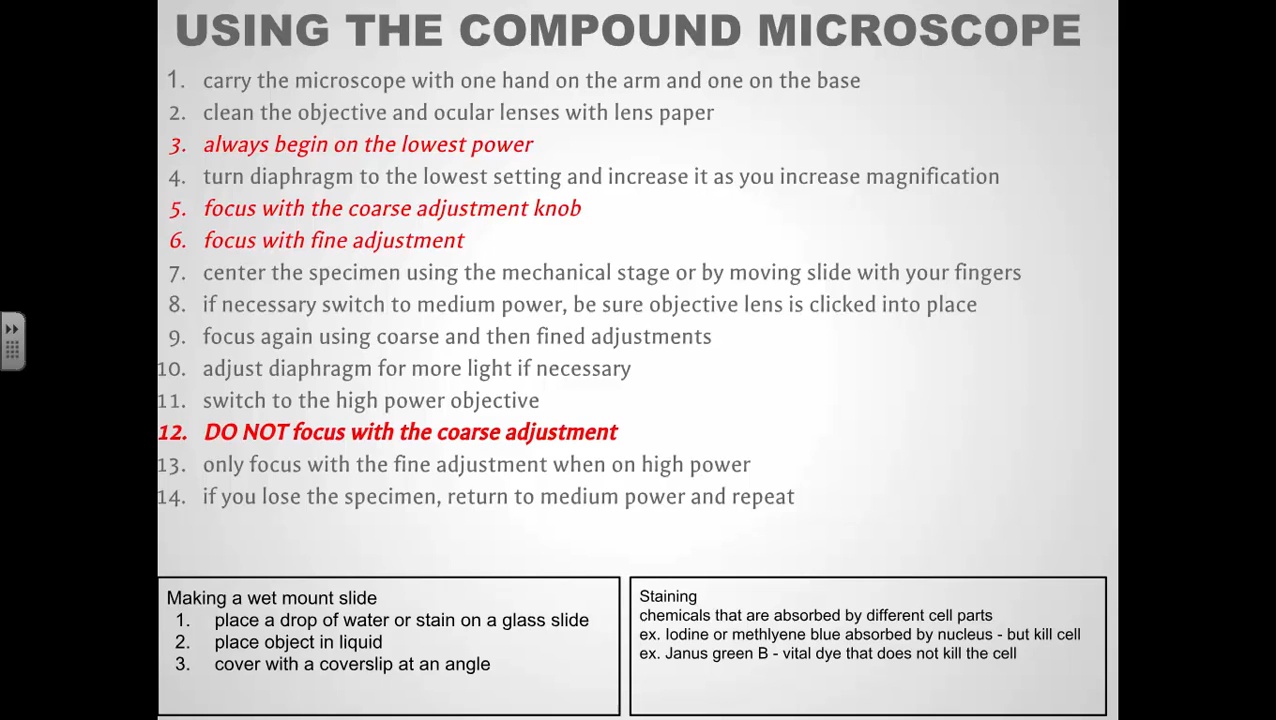 USING THE COMPOUND MICROSCOPE
1. carry the microscope with one hand on the arm and one on the base
2. clean the objective and ocular lenses with lens paper
3. always begin on the lowest power
4. turn diaphragm to the lowest setting and increase it as you increase magnification
5. focus with the coarse adjustment knob
6. focus with fine adjustment
7. center the specimen using the mechanical stage or by moving slide with your fingers
8. if necessary switch to medium power, be sure objective lens is clicked into place
9. focus again using coarse and then fined adjustments
10. adjust diaphragm for more light if necessary
11. switch to the high power objective
12. DO NOT focus with the coarse adjustment
13. only focus with the fine adjustment when on high power
14. if you lose the specimen, return to medium power and repeat
Making a wet mount slide
1. place a drop of water or stain on a glass slide
2. place object in liquid
3. cover with a coverslip at an angle
Staining
chemicals that are absorbed by different cell parts
ex. Iodine or methlyene blue absorbed by nucleus - but kill cell
ex. Janus green B - vital dye that does not kill the cell